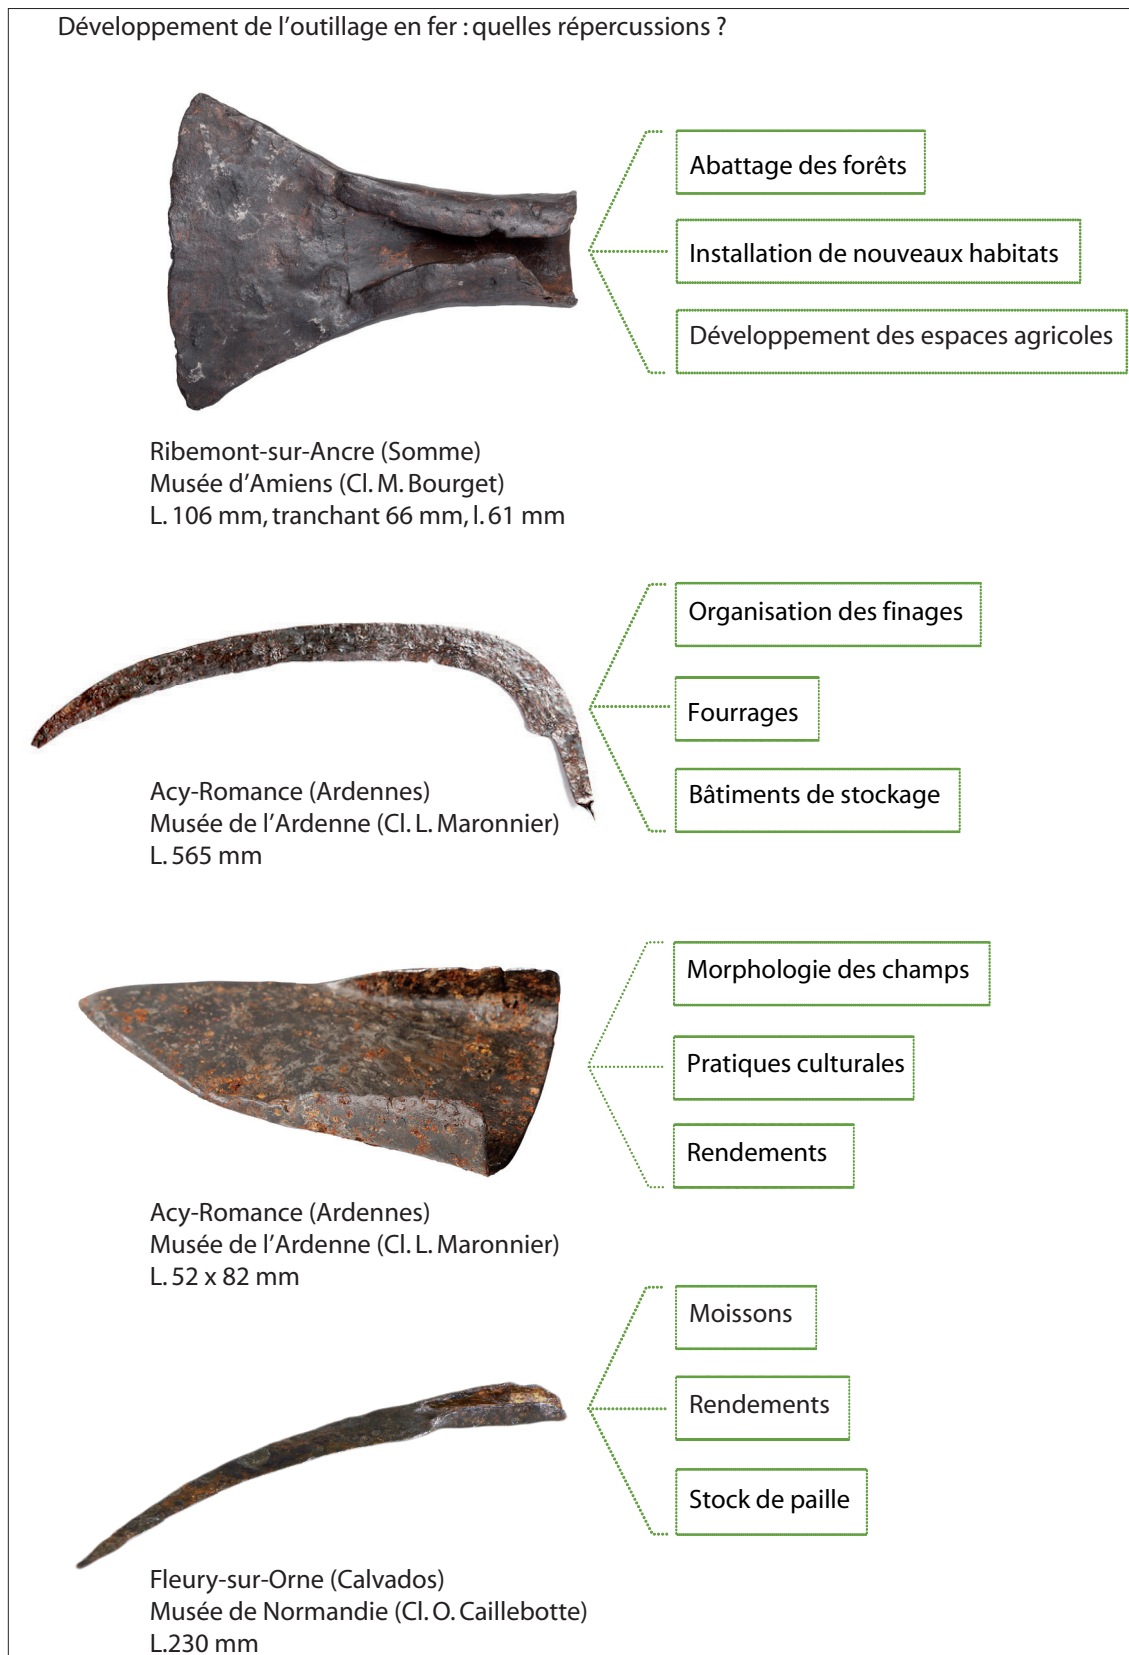 Développement de l'outillage en fer : quelles répercussions ?
Abattage des forêts
Installation de nouveaux habitats
Développement des espaces agricoles
Ribemont-sur-Ancre (Somme)
Musée d'Amiens (Cl. M. Bourget)
L. 106 mm, tranchant 66 mm, l. 61 mm
Organisation des finages
Fourrages
Bâtiments de stockage
Acy-Romance (Ardennes)
Musée de l'Ardenne (Cl. L. Maronnier)
L. 565 mm
Morphologie des champs
Pratiques culturales
Rendements
Acy-Romance (Ardennes)
Musée de l'Ardenne (Cl. L. Maronnier)
L. 52 x 82 mm
Moissons
Rendements
Stock de paille
Fleury-sur-Orne (Calvados)
Musée de Normandie (Cl. O. Caillebotte)
L.230 mm